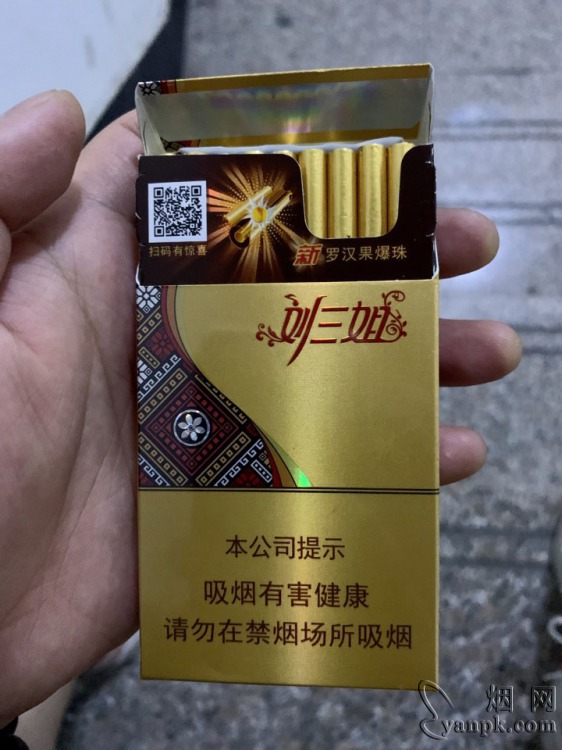 扫码有惊喜
新 罗汉果爆珠
刘三姐
本公司提示
吸烟有害健康
请勿在禁烟场所吸烟
烟网
yanpk.com